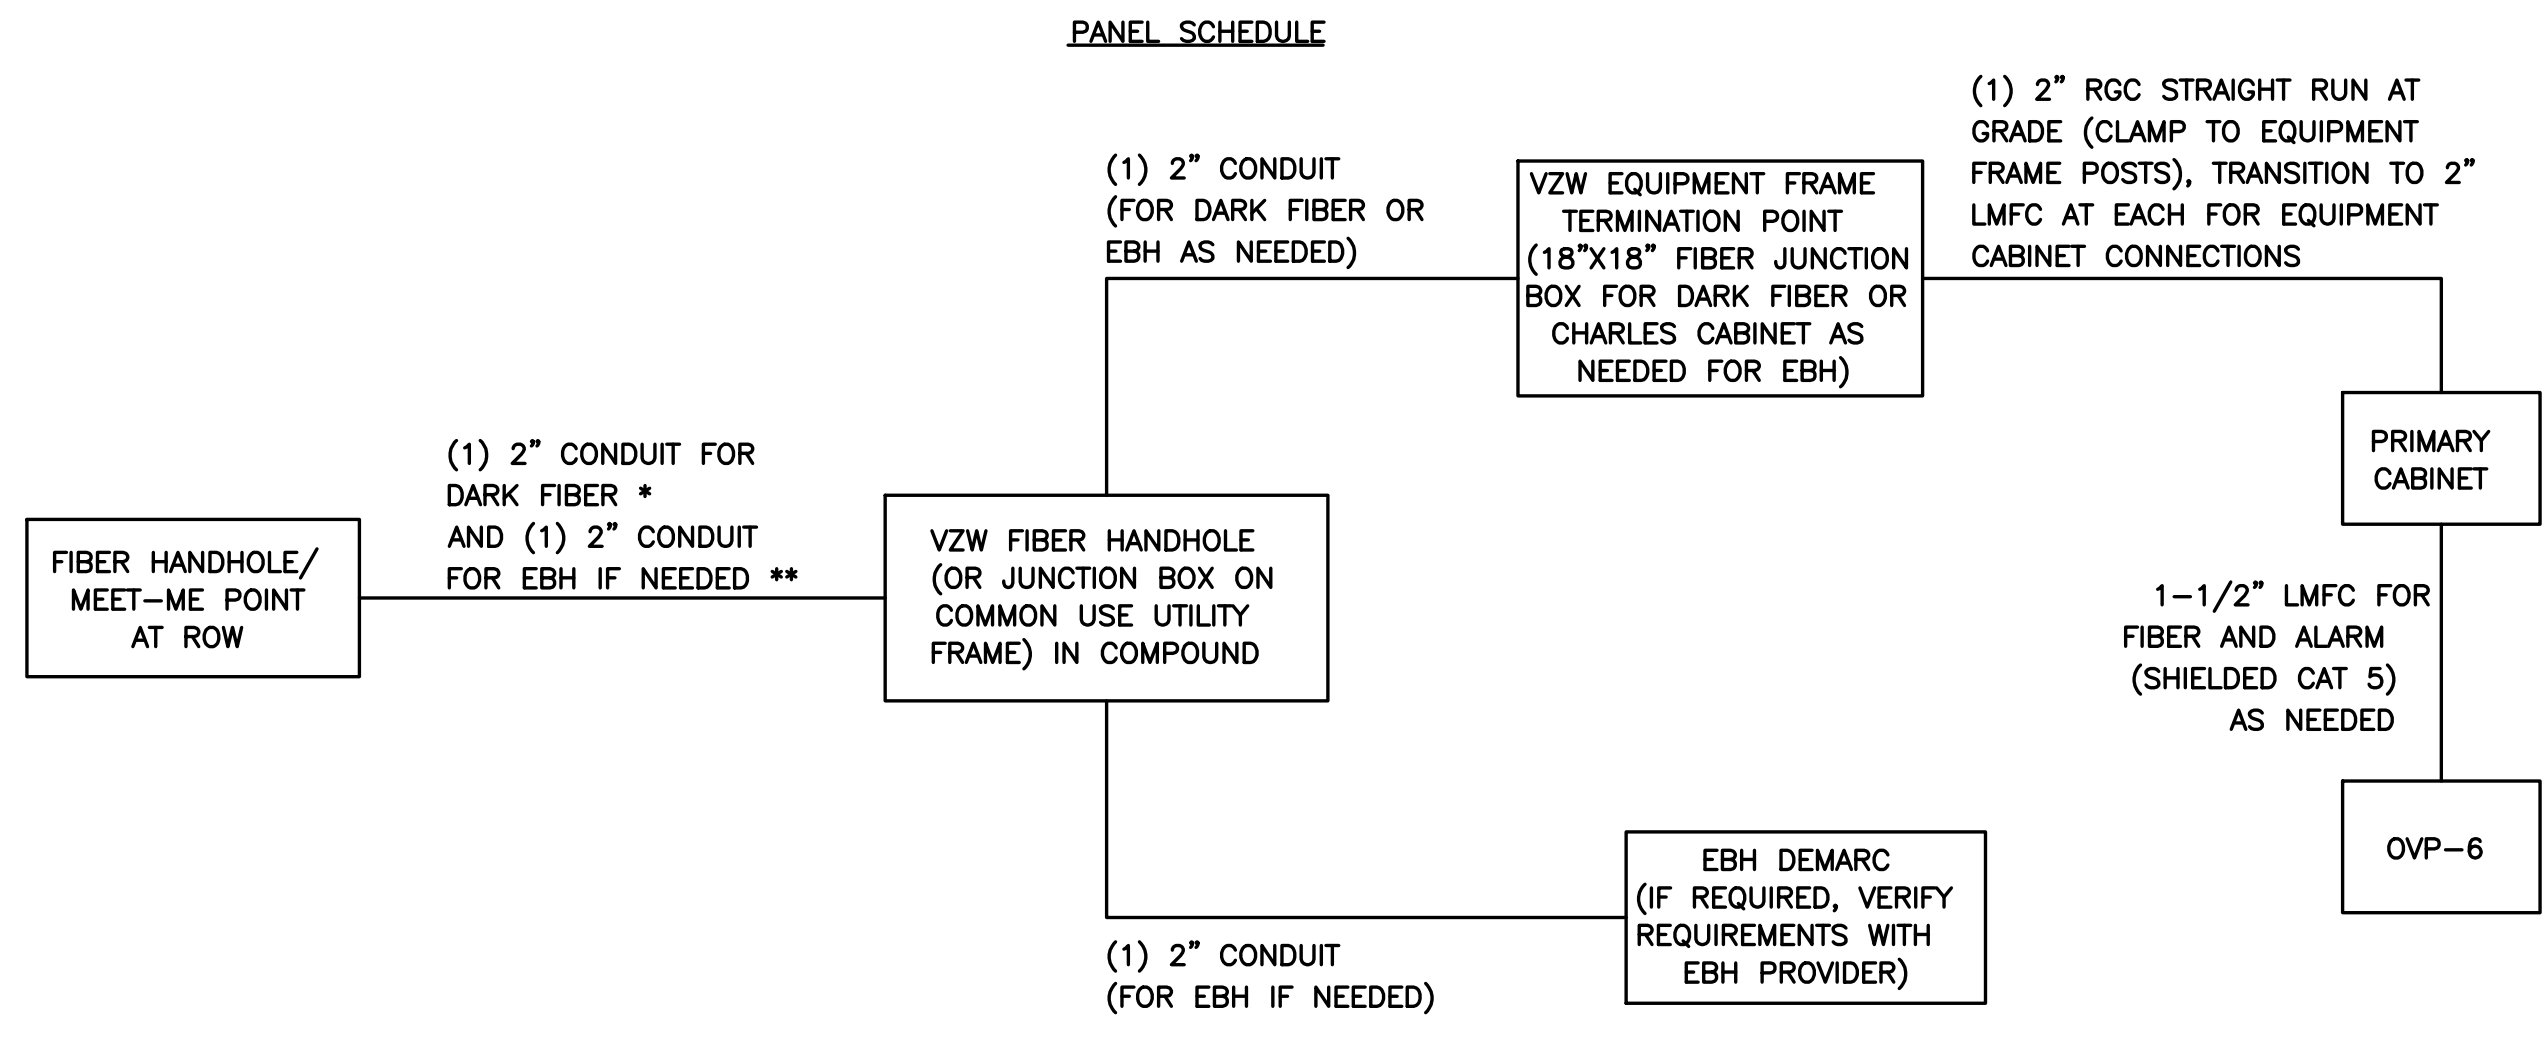 PANEL SCHEDULE
(1) 2” RGC STRAIGHT RUN AT
GRADE (CLAMP TO EQUIPMENT
FRAME POSTS), TRANSITION TO 2”
LMFC AT EACH FOR EQUIPMENT
CABINET CONNECTIONS
(1) 2” CONDUIT
(FOR DARK FIBER OR
EBH AS NEEDED)
VZW EQUIPMENT FRAME
TERMINATION POINT
(18”X18” FIBER JUNCTION
BOX FOR DARK FIBER OR
CHARLES CABINET AS
NEEDED FOR EBH)
PRIMARY
CABINET
(1) 2” CONDUIT FOR
DARK FIBER *
AND (1) 2” CONDUIT
FOR EBH IF NEEDED **
FIBER HANDHOLE/
MEET-ME POINT
AT ROW
VZW FIBER HANDHOLE
(OR JUNCTION BOX ON
COMMON USE UTILITY
FRAME) IN COMPOUND
1-1/2” LMFC FOR
FIBER AND ALARM
(SHIELDED CAT 5)
AS NEEDED
OVP-6
EBH DEMARC
(IF REQUIRED, VERIFY
REQUIREMENTS WITH
EBH PROVIDER)
(1) 2” CONDUIT
(FOR EBH IF NEEDED)